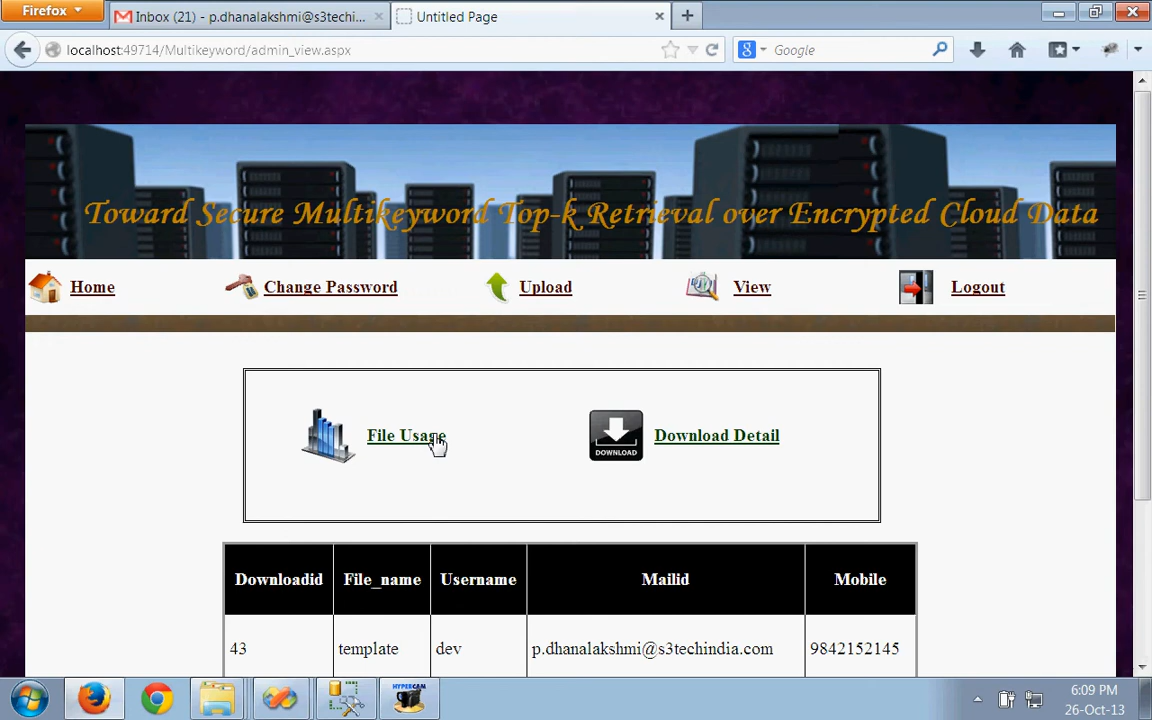 Firefox
Inbox (21) - p.dhanalakshmi@s3techi...
Untitled Page
localhost:49714/Multikeyword/admin_view.aspx
Google
Toward Secure Multikeyword Top-k Retrieval over Encrypted Cloud Data
Home
Change Password
Upload
View
Logout
File Usage
DOWNLOAD
Download Detail
Downloadid File_name Username Mailid Mobile
43 template dev p.dhanalakshmi@s3techindia.com 9842152145
HYPERCAM
6:09 PM
26-Oct-13